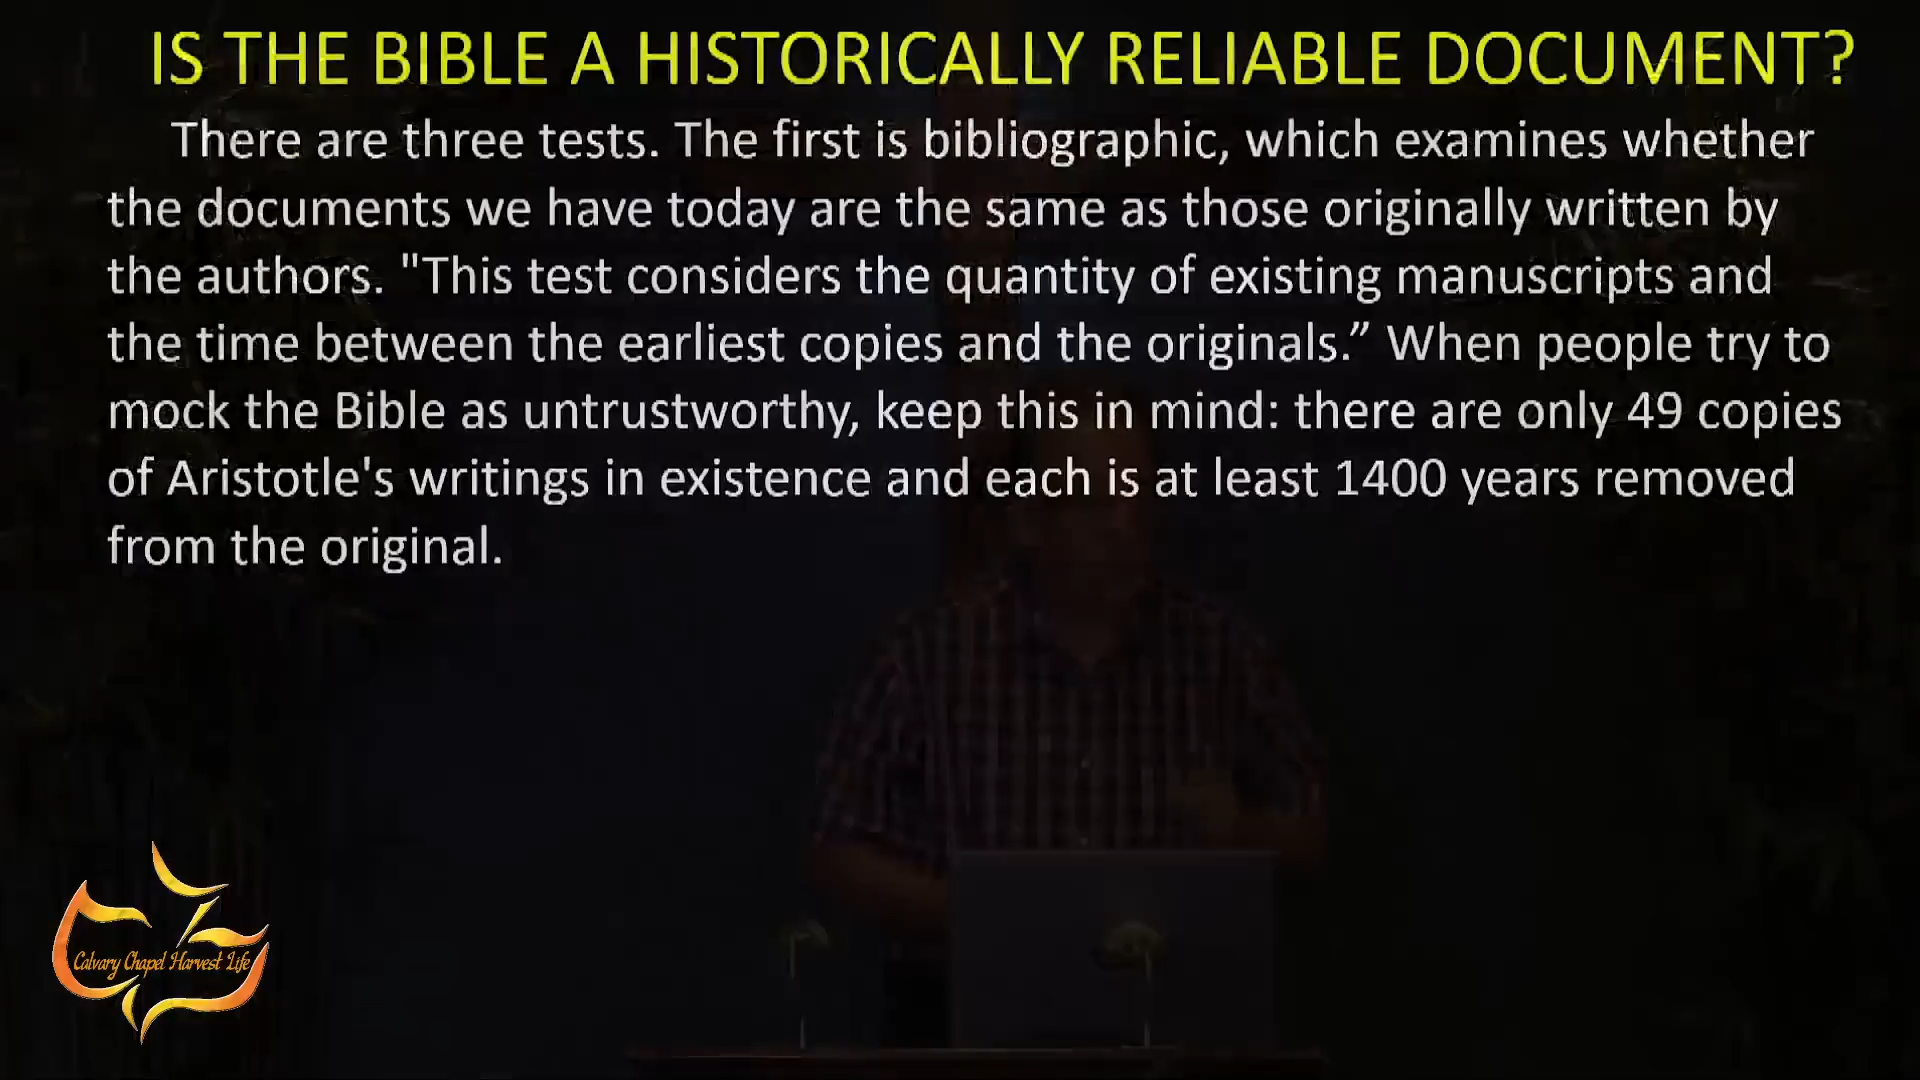 IS THE BIBLE A HISTORICALLY RELIABLE DOCUMENT?
There are three tests. The first is bibliographic, which examines whether
the documents we have today are the same as those originally written by
the authors. "This test considers the quantity of existing manuscripts and
the time between the earliest copies and the originals.” When people try to
mock the Bible as untrustworthy, keep this in mind: there are only 49 copies
of Aristotle's writings in existence and each is at least 1400 years removed
from the original.
Calvary Chapel Harvest Life